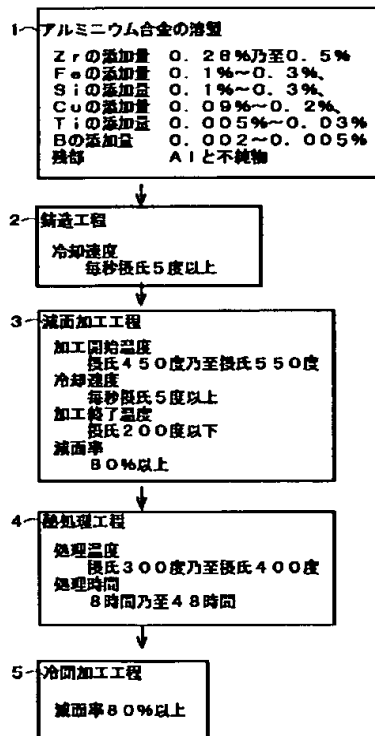 1 アルミニウム合金の溶製
Zrの添加量 0.28%乃至0.5%
Feの添加量 0.1%~0.3%、
Siの添加量 0.1%~0.3%、
Cuの添加量 0.09%~0.2%、
Tiの添加量 0.005%~0.03%
Bの添加量 0.002~0.005%
残部 Alと不純物
2 鋳造工程
冷却速度
毎秒摂氏5度以上
3 減面加工工程
加工開始温度
摂氏450度乃至摂氏550度
冷却速度
毎秒摂氏5度以上
加工終了温度
摂氏200度以下
減面率
80%以上
4 熱処理工程
処理温度
摂氏300度乃至摂氏400度
処理時間
8時間乃至48時間
5 冷間加工工程
減面率80%以上